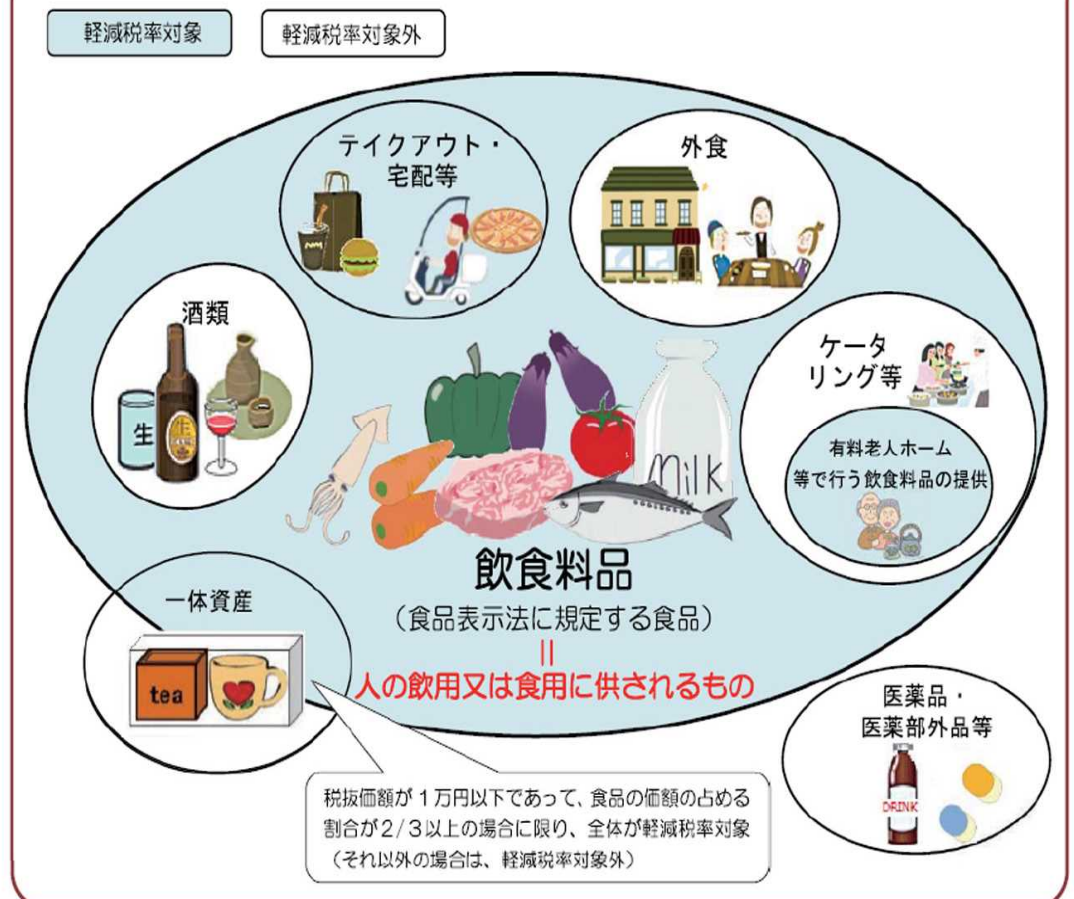 軽減税率対象
軽減税率対象外
テイクアウト・
宅配等
外食
酒類
生
生
ケータ
リング等
有料老人ホーム
等で行う飲食料品の提供
milk
飲食料品
(食品表示法に規定する食品)
=
人の飲用又は食用に供されるもの
一体資産
tea
医薬品・
医薬部外品等
DRINK
税抜価額が1万円以下であって、食品の価額の占める
割合が2/3以上の場合に限り、全体が軽減税率対象
(それ以外の場合は、軽減税率対象外)